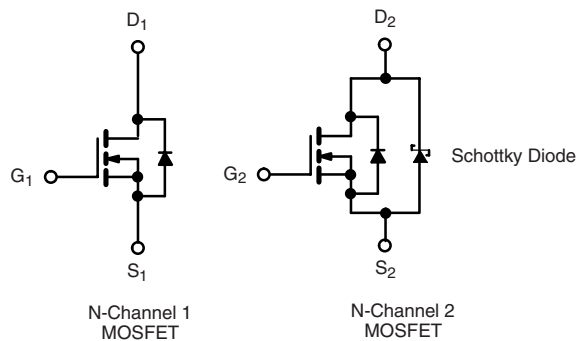 D1
D2
G1
G2
Schottky Diode
S1
S2
N-Channel 1
MOSFET
N-Channel 2
MOSFET